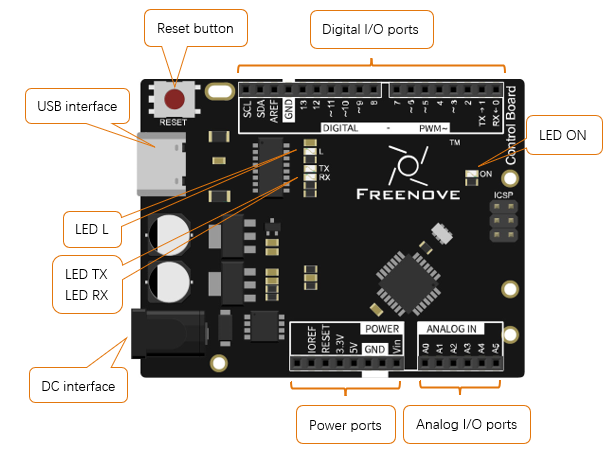 Reset button
Digital I/O ports
USB interface
RESET
SCL
SDA
AREF
GND
13
12
~11
~10
~9
8
7
~6
~5
4
~3
2
TX→1
RX←0
DIGITAL - PWM~
Control Board
LED ON
L
TX
RX
™
FREENOVE
ON
ICSP
LED L
LED TX
LED RX
DC interface
IOREF
RESET
3.3V
5V
POWER
GND
Vin
ANALOG IN
A0
A1
A2
A3
A4
A5
Power ports
Analog I/O ports